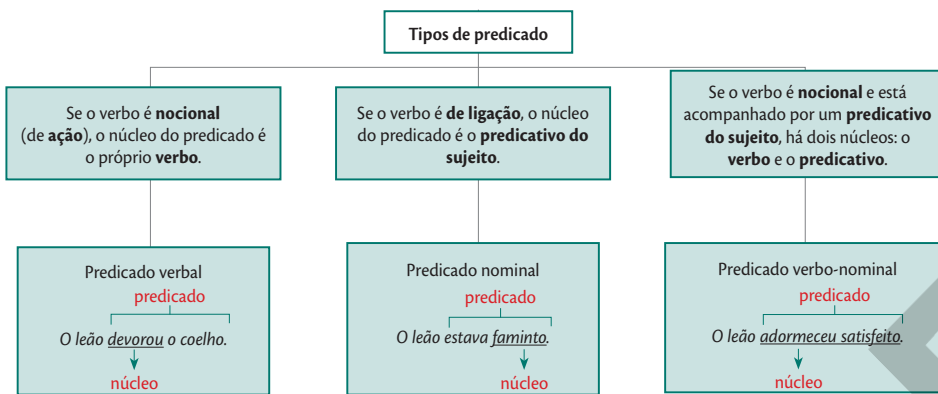 Tipos de predicado
Se o verbo é nocional
(de ação), o núcleo do predicado é
o próprio verbo.
Se o verbo é de ligação, o núcleo
do predicado é o predicativo do
sujeito.
Se o verbo é nocional e está
acompanhado por um predicativo
do sujeito, há dois núcleos: o
verbo e o predicativo.
Predicado verbal
predicado
O leão devorou o coelho.
núcleo
Predicado nominal
predicado
O leão estava faminto.
núcleo
Predicado verbo-nominal
predicado
O leão adormeceu satisfeito.
núcleo